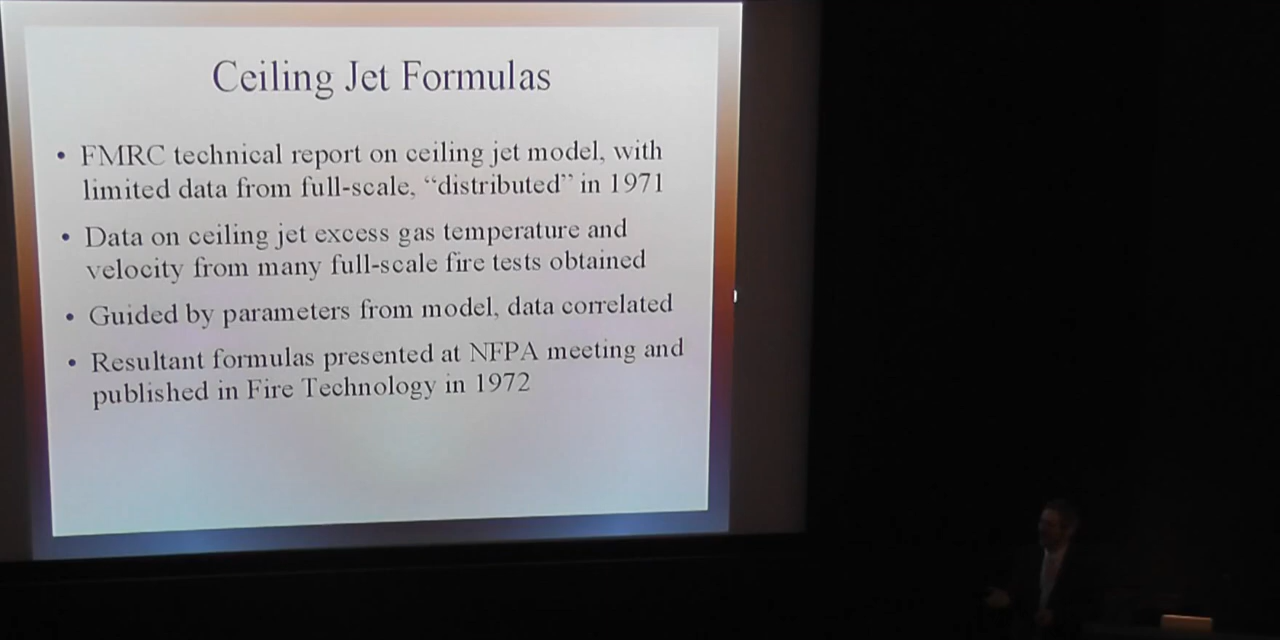 Ceiling Jet Formulas
• FMRC technical report on ceiling jet model, with
limited data from full-scale, “distributed” in 1971
• Data on ceiling jet excess gas temperature and
velocity from many full-scale fire tests obtained
• Guided by parameters from model, data correlated
• Resultant formulas presented at NFPA meeting and
published in Fire Technology in 1972